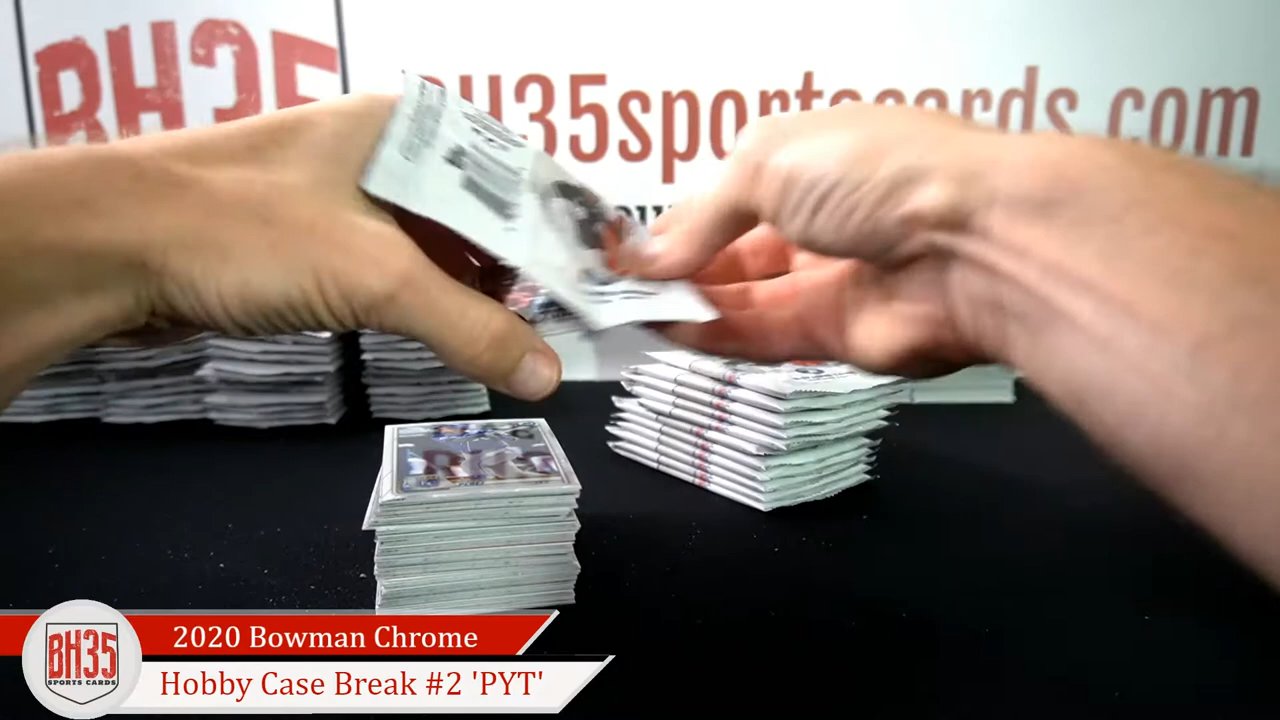 BH35
BH35sportscards.com
2020 Bowman Chrome
Hobby Case Break #2 'PYT'
BH35
SPORTS CARDS